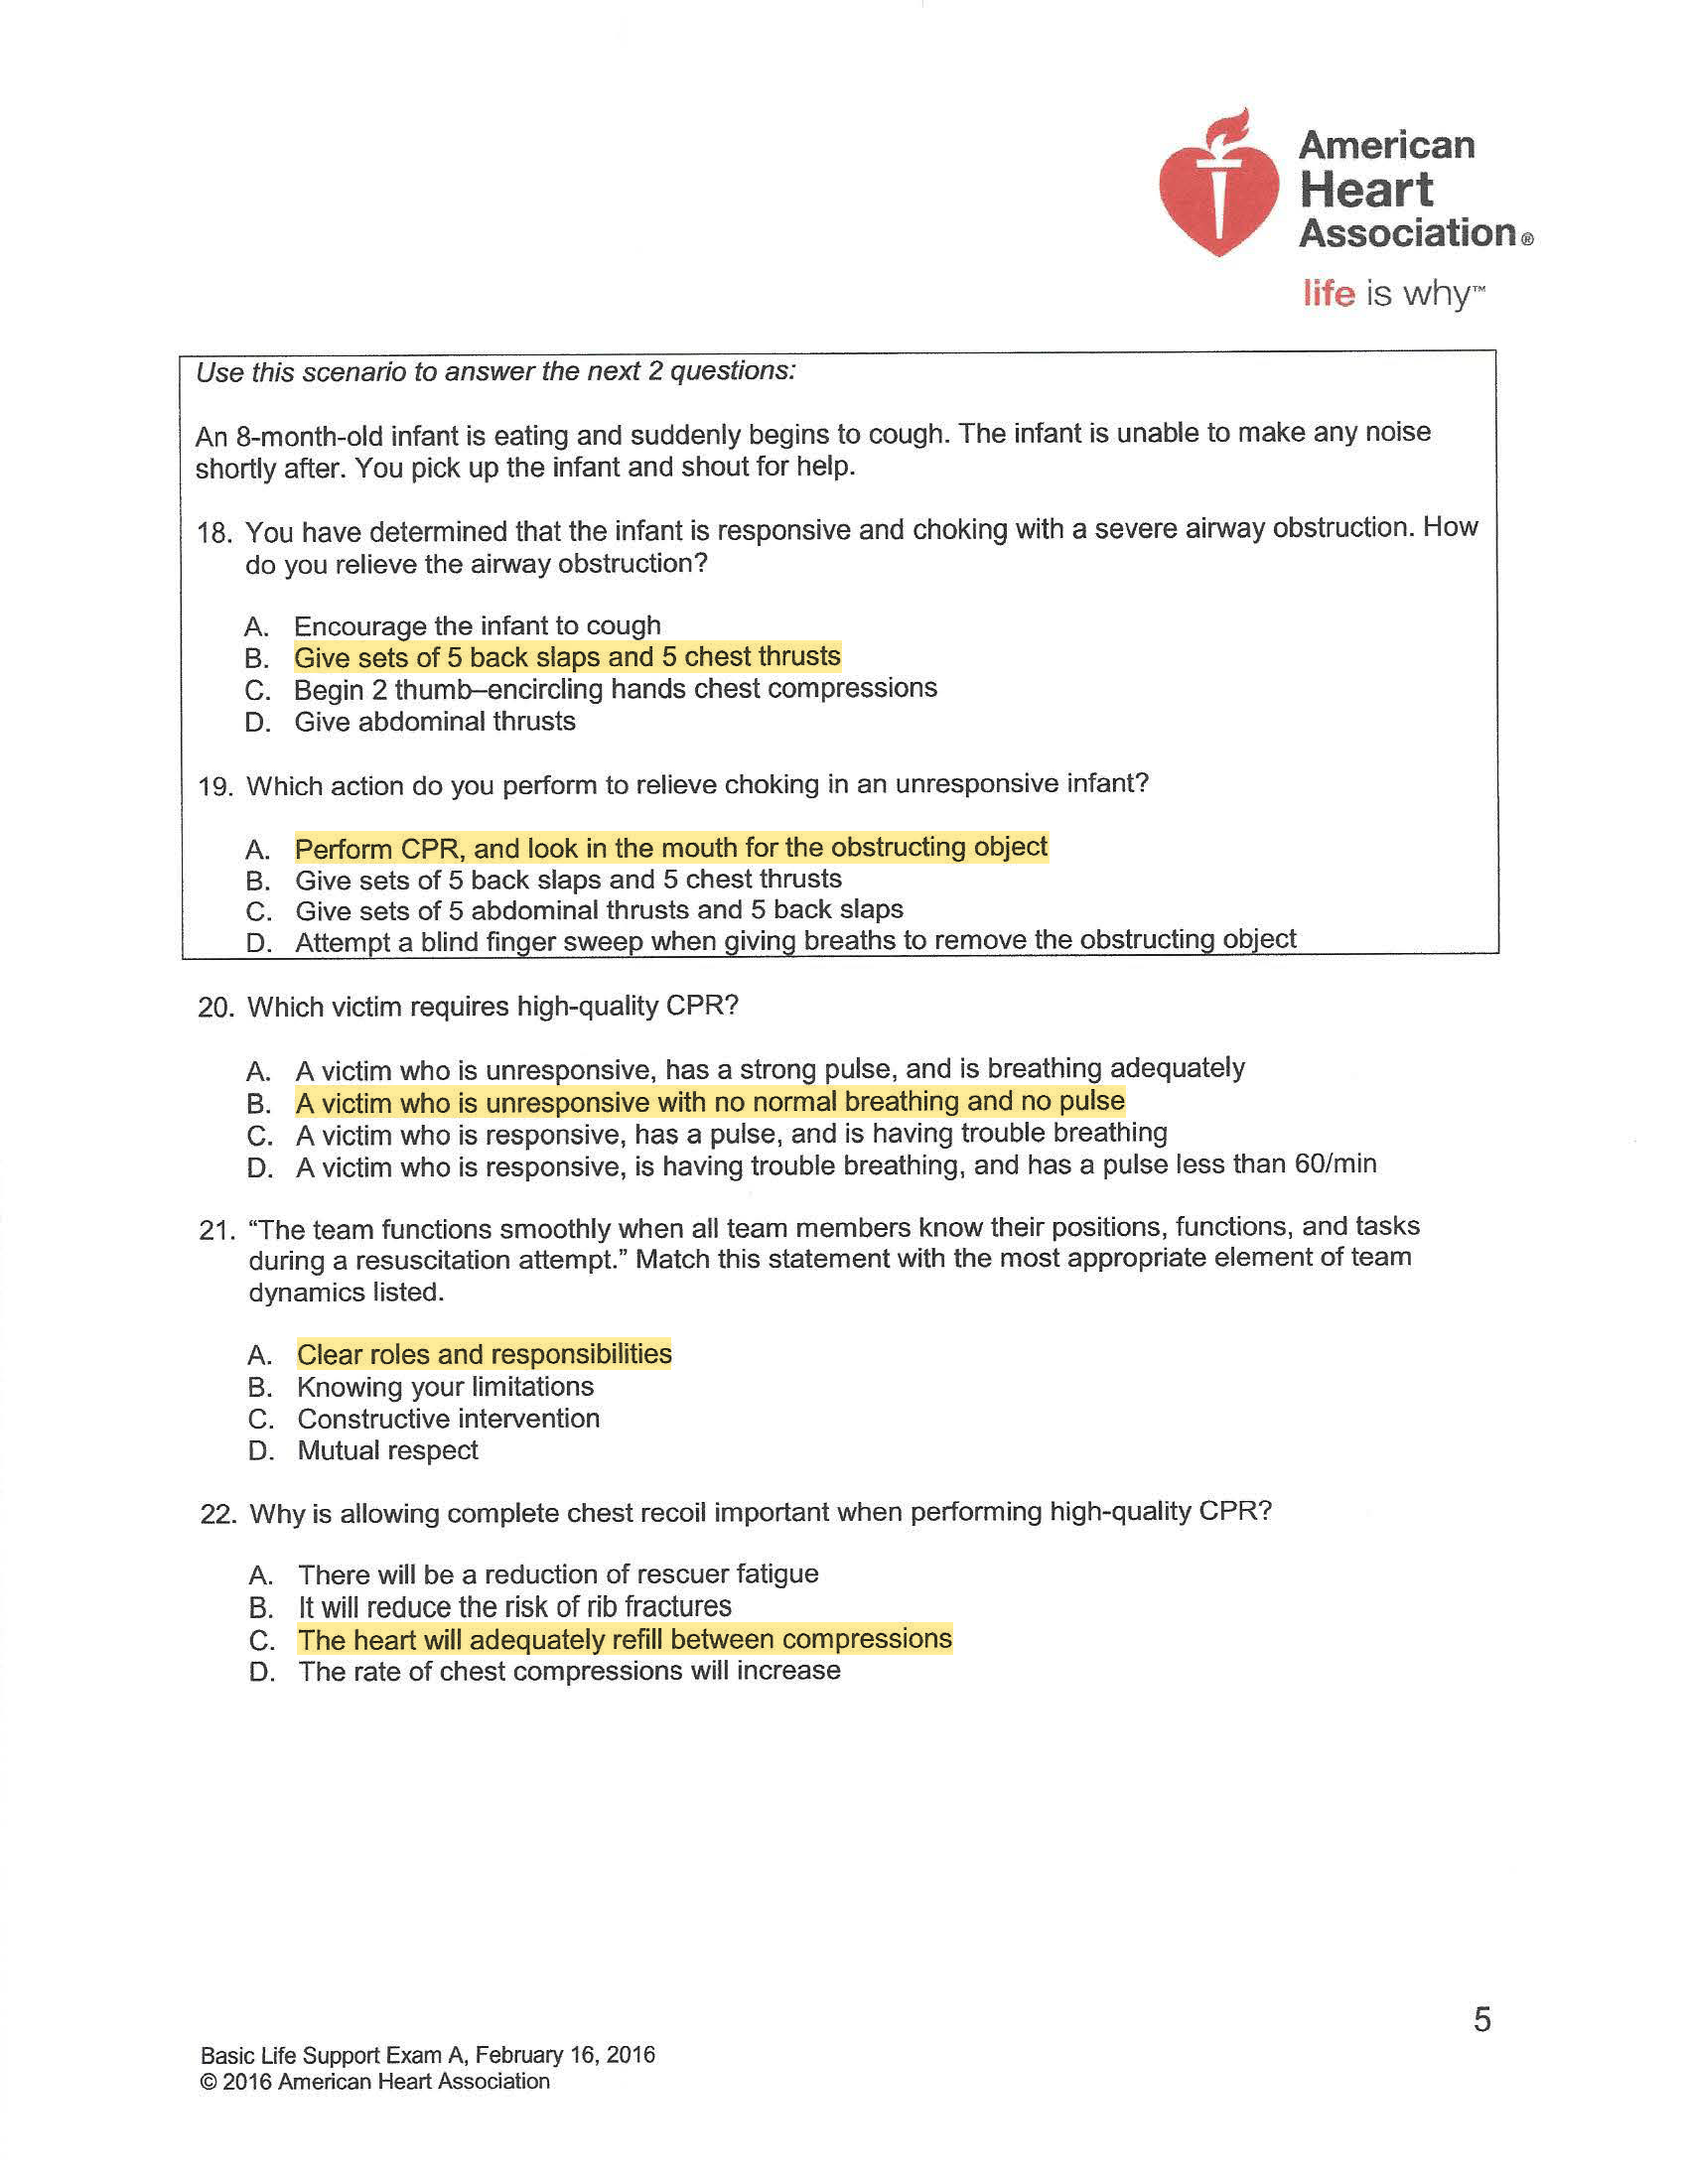 American
Heart
Association®
life is why™
Use this scenario to answer the next 2 questions:
An 8-month-old infant is eating and suddenly begins to cough. The infant is unable to make any noise
shortly after. You pick up the infant and shout for help.
18. You have determined that the infant is responsive and choking with a severe airway obstruction. How
do you relieve the airway obstruction?
A. Encourage the infant to cough
B. Give sets of 5 back slaps and 5 chest thrusts
C. Begin 2 thumb–encircling hands chest compressions
D. Give abdominal thrusts
19. Which action do you perform to relieve choking in an unresponsive infant?
A. Perform CPR, and look in the mouth for the obstructing object
B. Give sets of 5 back slaps and 5 chest thrusts
C. Give sets of 5 abdominal thrusts and 5 back slaps
D. Attempt a blind finger sweep when giving breaths to remove the obstructing object
20. Which victim requires high-quality CPR?
A. A victim who is unresponsive, has a strong pulse, and is breathing adequately
B. A victim who is unresponsive with no normal breathing and no pulse
C. A victim who is responsive, has a pulse, and is having trouble breathing
D. A victim who is responsive, is having trouble breathing, and has a pulse less than 60/min
21. “The team functions smoothly when all team members know their positions, functions, and tasks
during a resuscitation attempt.” Match this statement with the most appropriate element of team
dynamics listed.
A. Clear roles and responsibilities
B. Knowing your limitations
C. Constructive intervention
D. Mutual respect
22. Why is allowing complete chest recoil important when performing high-quality CPR?
A. There will be a reduction of rescuer fatigue
B. It will reduce the risk of rib fractures
C. The heart will adequately refill between compressions
D. The rate of chest compressions will increase
5
Basic Life Support Exam A, February 16, 2016
© 2016 American Heart Association